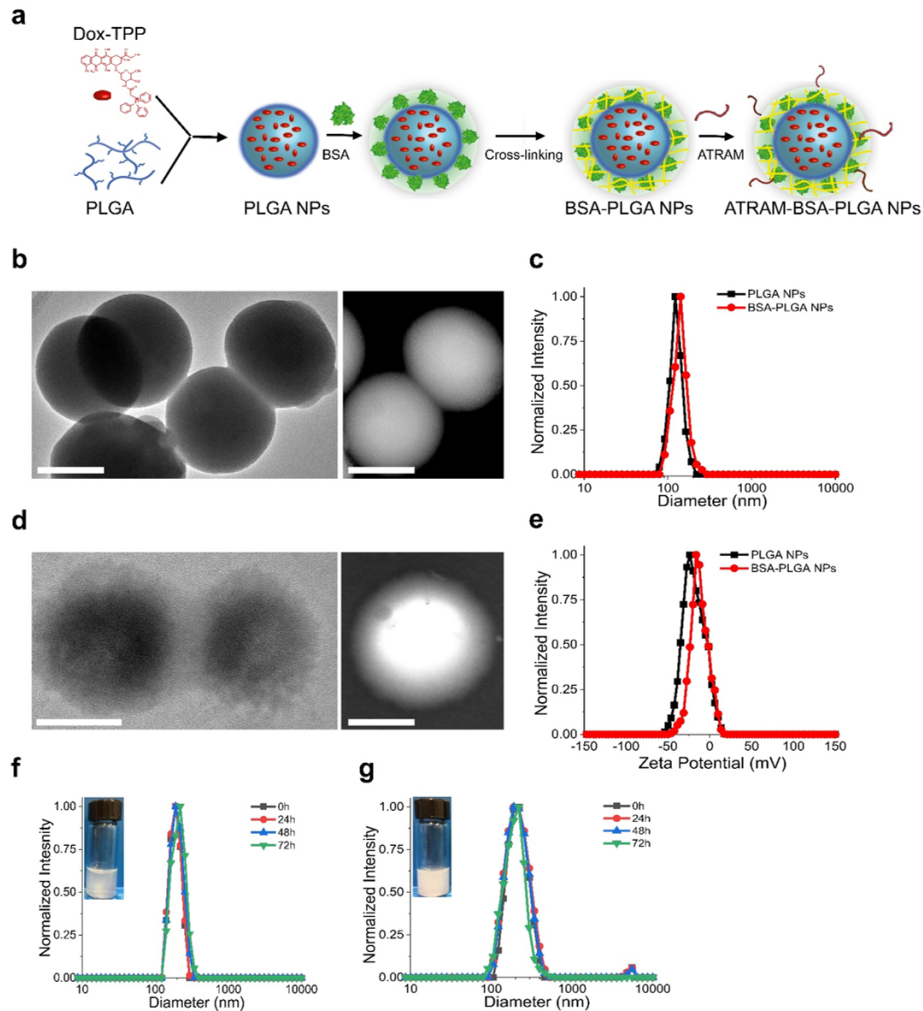 a
Dox-TPP
PLGA
PLGA NPs
BSA
Cross-linking
BSA-PLGA NPs
ATRAM
ATRAM-BSA-PLGA NPs
b
c
Normalized Intensity
1.00
0.75
0.50
0.25
0.00
10
100
1000
10000
Diameter (nm)
PLGA NPs
BSA-PLGA NPs
d
e
Normalized Intensity
1.00
0.75
0.50
0.25
0.00
-150
-100
-50
0
50
100
150
Zeta Potential (mV)
PLGA NPs
BSA-PLGA NPs
f
Normalized Intesnity
1.00
0.75
0.50
0.25
0.00
10
100
1000
10000
Diameter (nm)
0h
24h
48h
72h
g
Normalized Intensity
1.00
0.75
0.50
0.25
0.00
10
100
1000
10000
Diameter (nm)
0h
24h
48h
72h